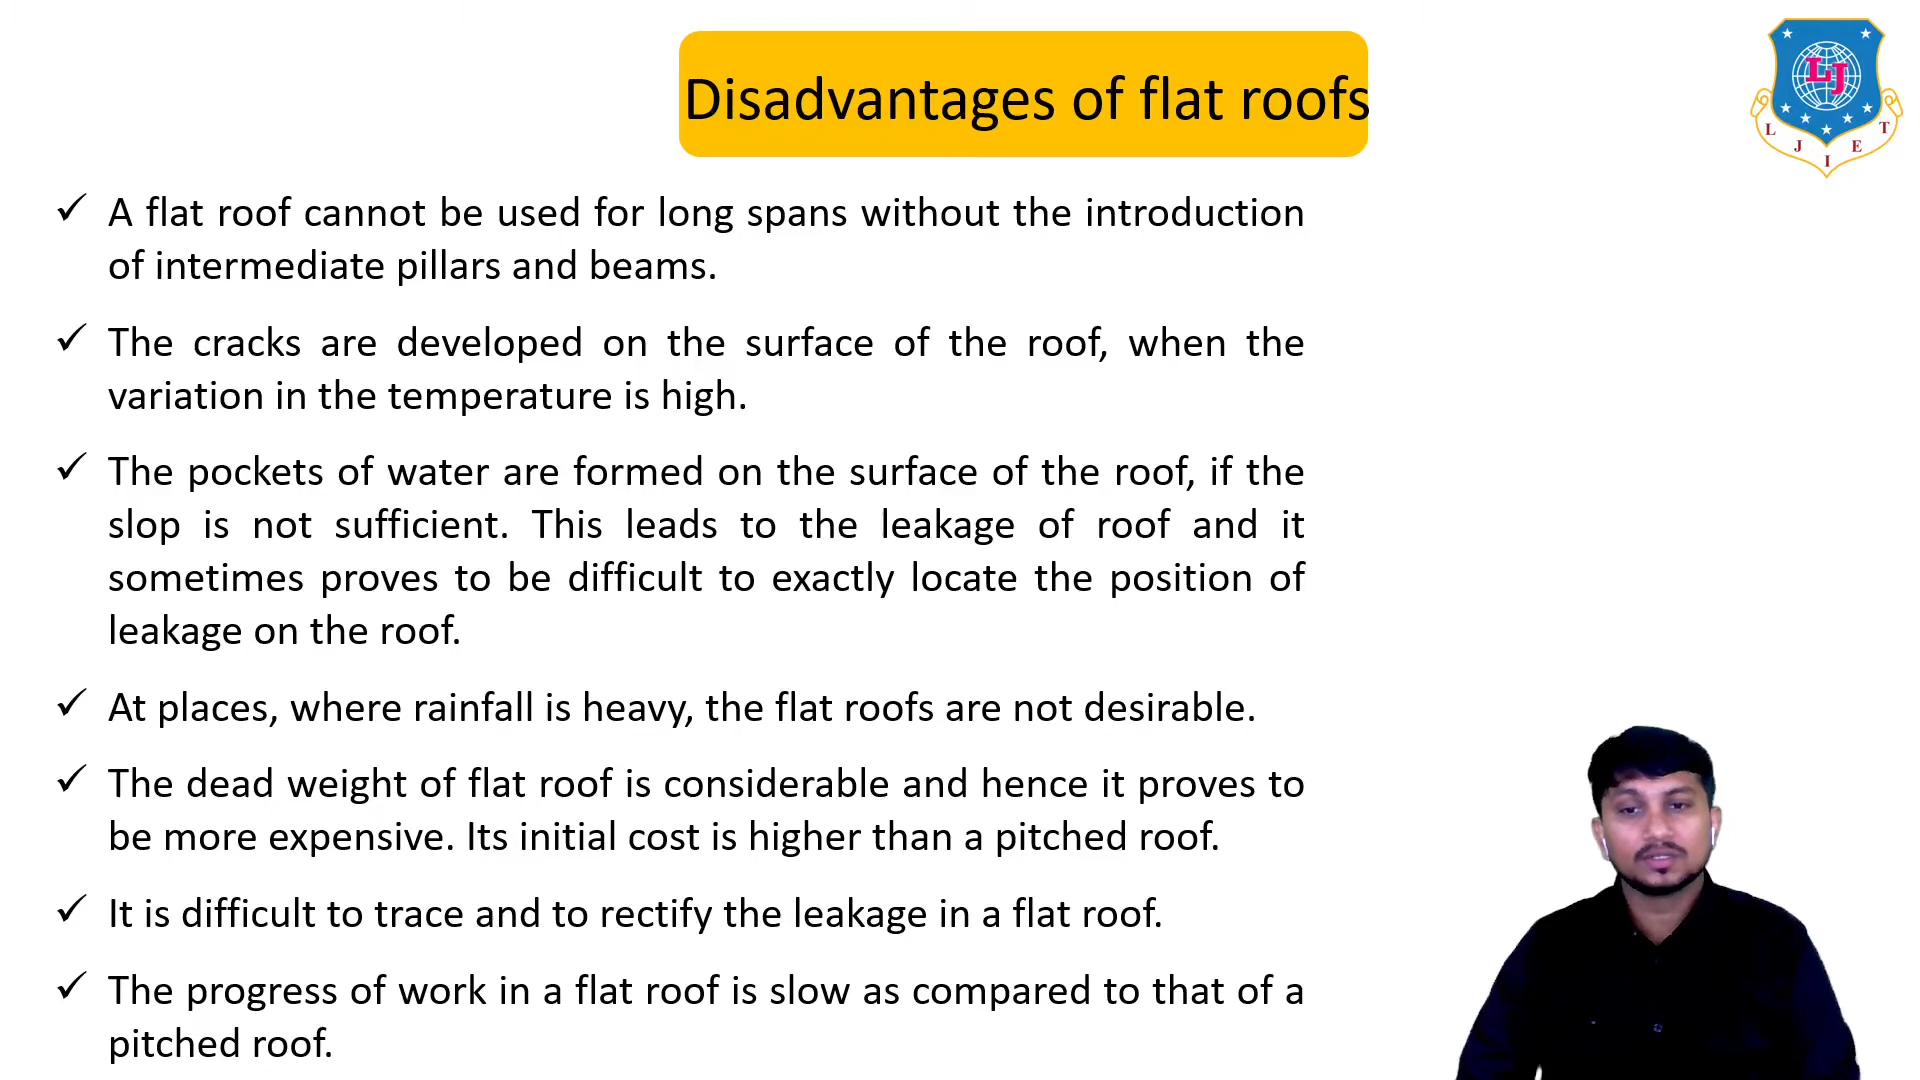 Disadvantages of flat roofs
LJ
L
J
I
E
T
✓ A flat roof cannot be used for long spans without the introduction
of intermediate pillars and beams.
✓ The cracks are developed on the surface of the roof, when the
variation in the temperature is high.
✓ The pockets of water are formed on the surface of the roof, if the
slop is not sufficient. This leads to the leakage of roof and it
sometimes proves to be difficult to exactly locate the position of
leakage on the roof.
✓ At places, where rainfall is heavy, the flat roofs are not desirable.
✓ The dead weight of flat roof is considerable and hence it proves to
be more expensive. Its initial cost is higher than a pitched roof.
✓ It is difficult to trace and to rectify the leakage in a flat roof.
✓ The progress of work in a flat roof is slow as compared to that of a
pitched roof.